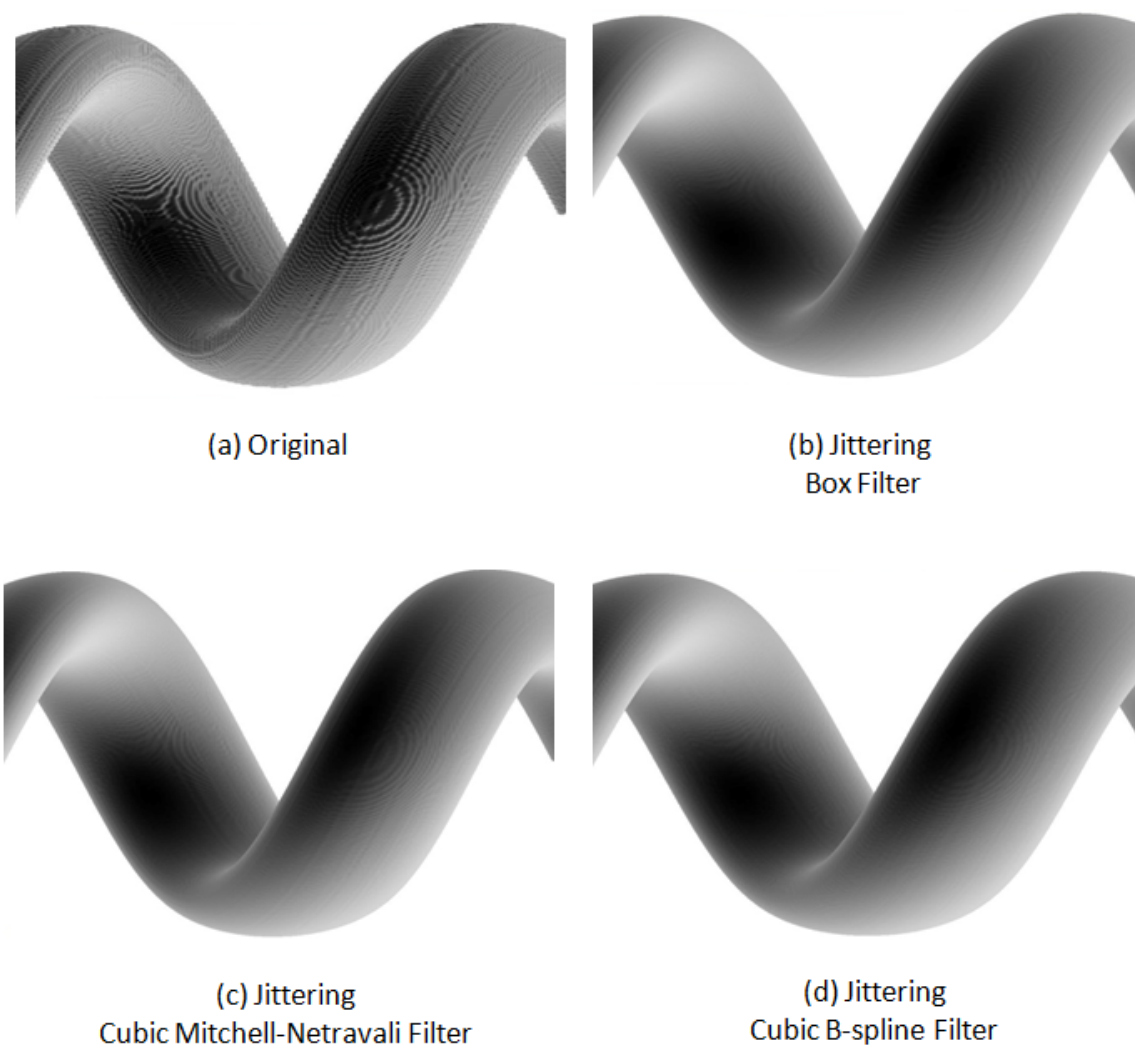 (a) Original
(b) Jittering
Box Filter
(c) Jittering
Cubic Mitchell-Netravali Filter
(d) Jittering
Cubic B-spline Filter